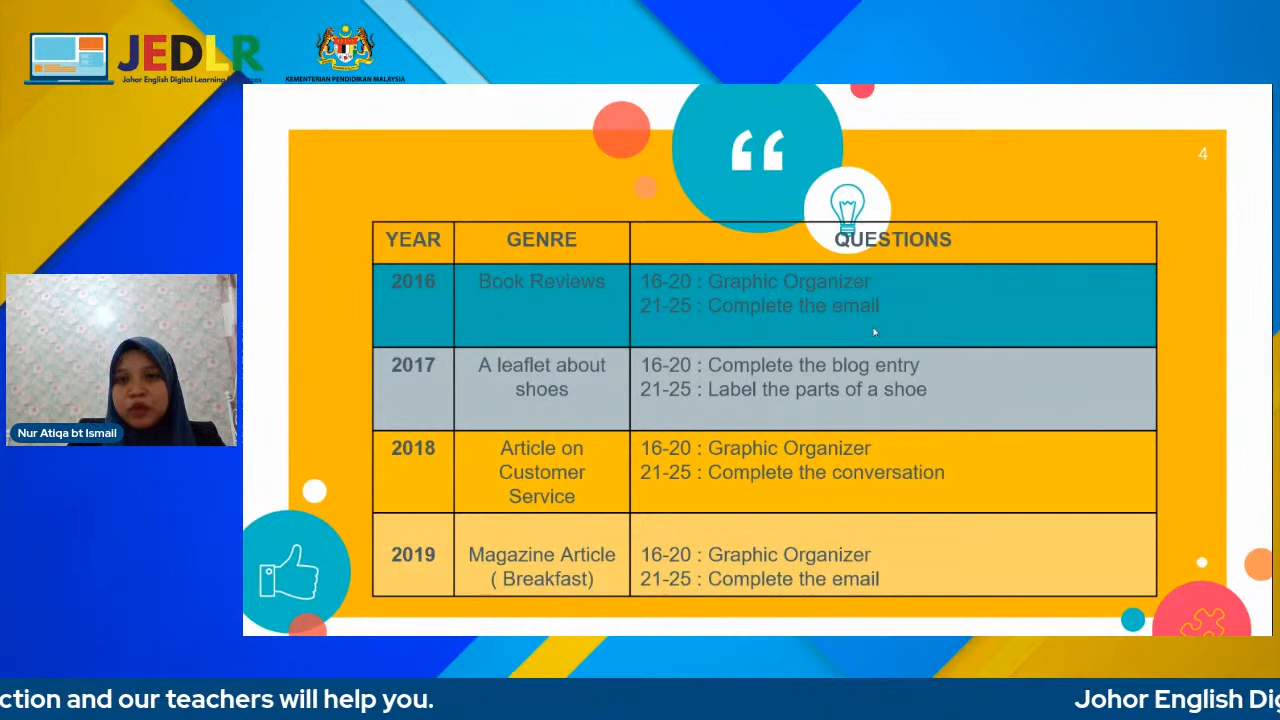 JEDLR
Johor English Digital Learning
KEMENTERIAN PENDIDIKAN MALAYSIA
4
YEAR GENRE QUESTIONS
2016 Book Reviews 16-20 : Graphic Organizer
21-25 : Complete the email
2017 A leaflet about shoes 16-20 : Complete the blog entry
21-25 : Label the parts of a shoe
2018 Article on Customer Service 16-20 : Graphic Organizer
21-25 : Complete the conversation
2019 Magazine Article ( Breakfast) 16-20 : Graphic Organizer
21-25 : Complete the email
Nur Atiqa bt Ismail
ction and our teachers will help you. Johor English Dig